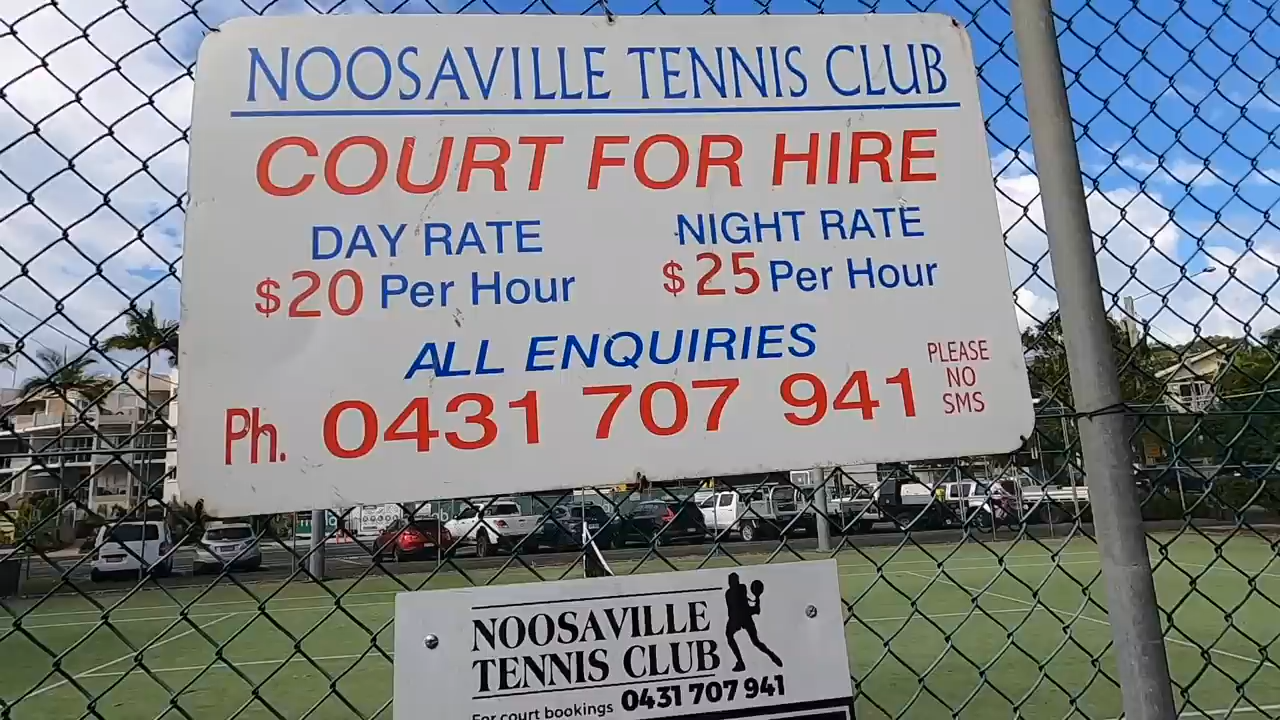 NOOSAVILLE TENNIS CLUB
COURT FOR HIRE
DAY RATE
$20 Per Hour
NIGHT RATE
$25 Per Hour
ALL ENQUIRIES
Ph. 0431 707 941
PLEASE
NO
SMS
NOOSAVILLE
TENNIS CLUB
For court bookings 0431 707 941